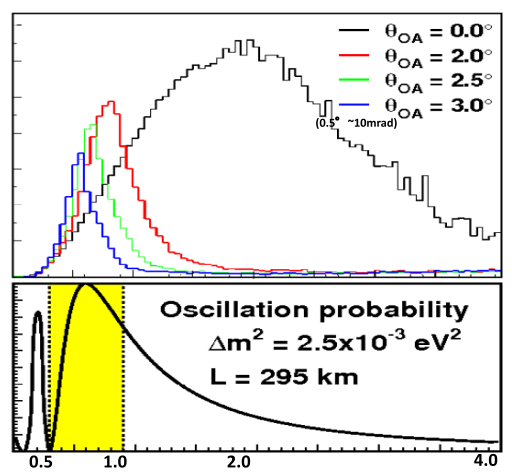 θOA = 0.0°
θOA = 2.0°
θOA = 2.5°
θOA = 3.0°
(0.5° ~10mrad)
Oscillation probability
Δm² = 2.5x10⁻³ eV²
L = 295 km
0.5 1.0 2.0 4.0